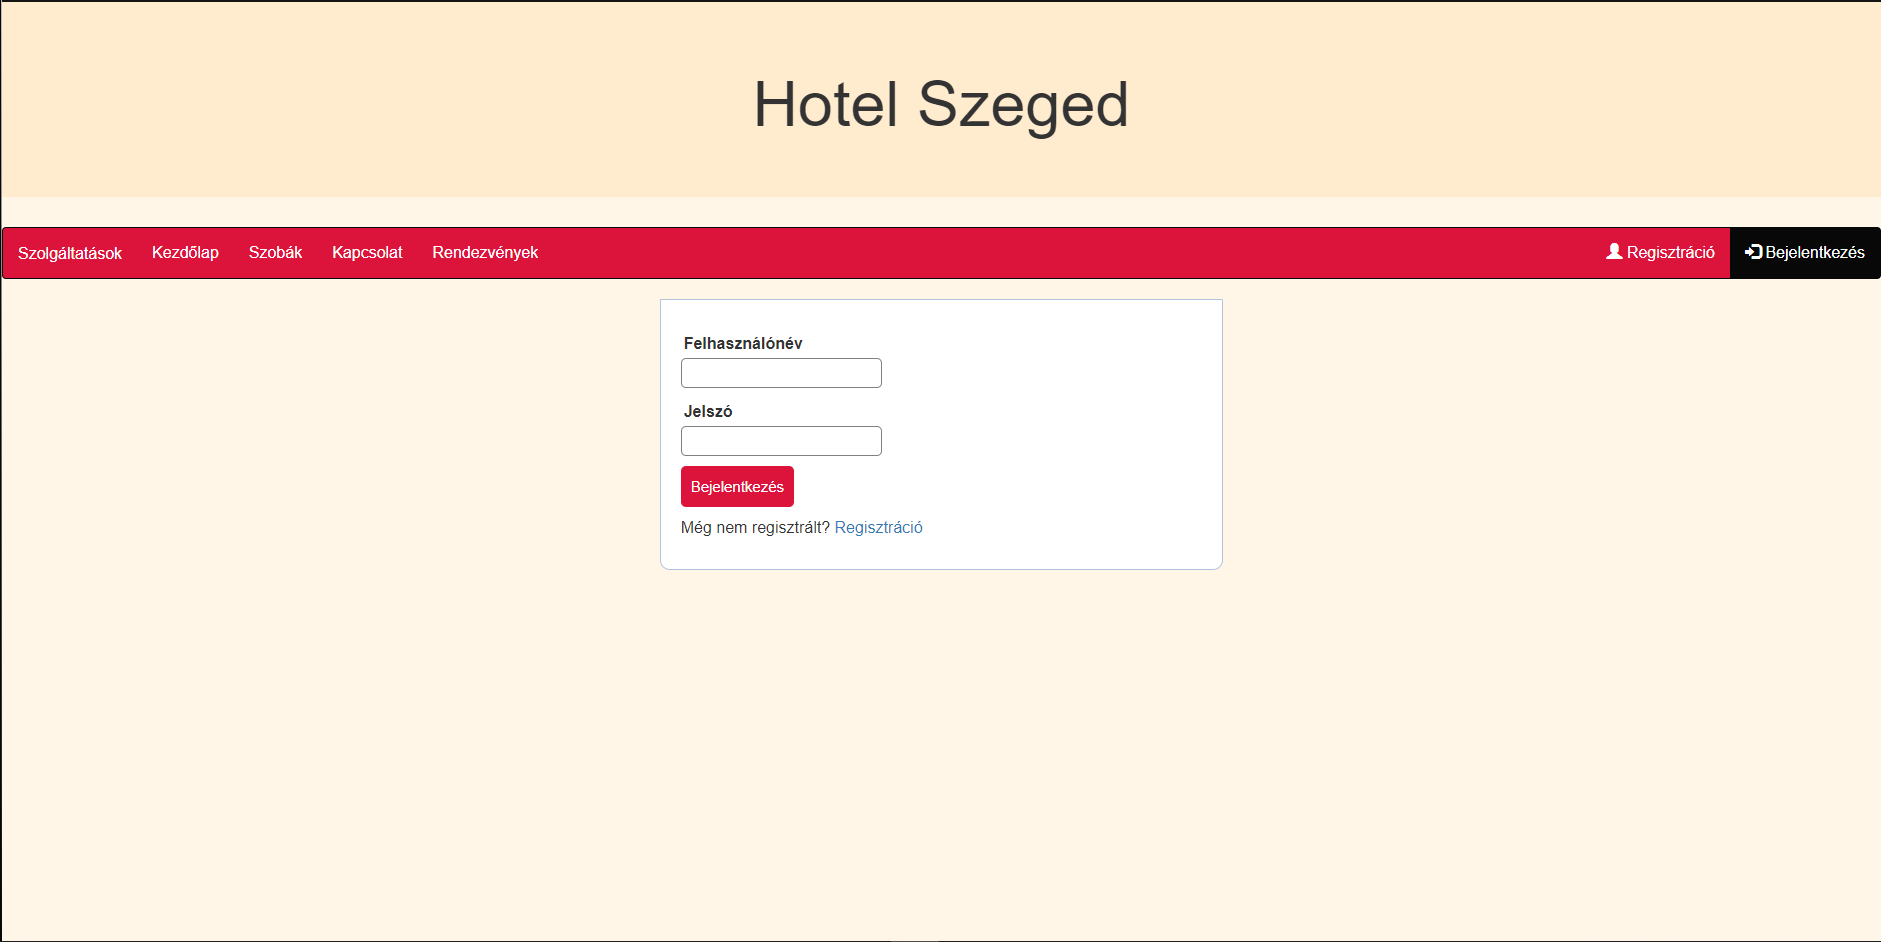 Hotel Szeged
Szolgáltatások Kezdőlap Szobák Kapcsolat Rendezvények Regisztráció Bejelentkezés
Felhasználónév
Jelszó
Bejelentkezés
Még nem regisztrált? Regisztráció